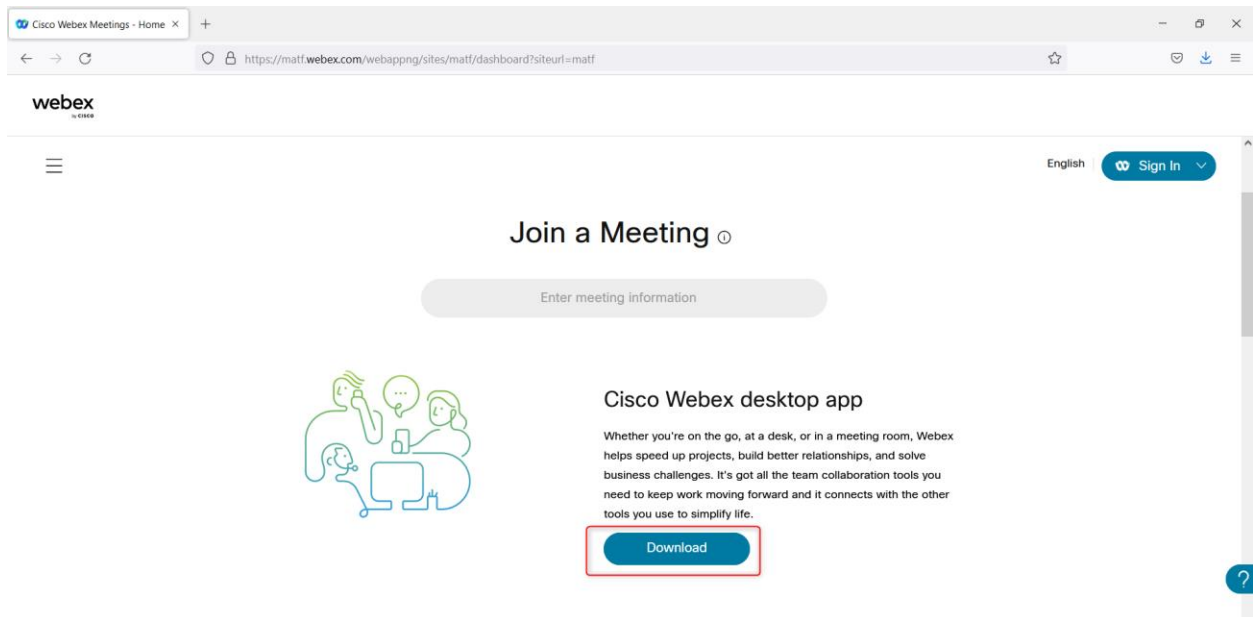 Cisco Webex Meetings - Home
https://matf.webex.com/webappng/sites/matf/dashboard?siteurl=matf
webex
by CISCO
English
Sign In
Join a Meeting
Enter meeting information
Cisco Webex desktop app
Whether you're on the go, at a desk, or in a meeting room, Webex
helps speed up projects, build better relationships, and solve
business challenges. It's got all the team collaboration tools you
need to keep work moving forward and it connects with the other
tools you use to simplify life.
Download
?